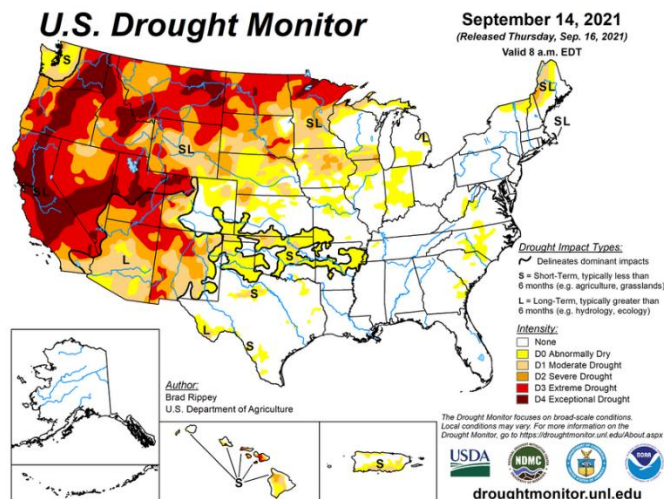 U.S. Drought Monitor
September 14, 2021
(Released Thursday, Sep. 16, 2021)
Valid 8 a.m. EDT
S
SL
SL
SL
L
SL
SL
L
S
S
L
S
Drought Impact Types:
Delineates dominant impacts
S = Short-Term, typically less than
6 months (e.g. agriculture, grasslands)
L = Long-Term, typically greater than
6 months (e.g. hydrology, ecology)
Intensity:
None
D0 Abnormally Dry
D1 Moderate Drought
D2 Severe Drought
D3 Extreme Drought
D4 Exceptional Drought
Author:
Brad Rippey
U.S. Department of Agriculture
S
S
The Drought Monitor focuses on broad-scale conditions.
Local conditions may vary. For more information on the
Drought Monitor, go to https://droughtmonitor.unl.edu/About.aspx
USDA
NDMC
NOAA
droughtmonitor.unl.edu